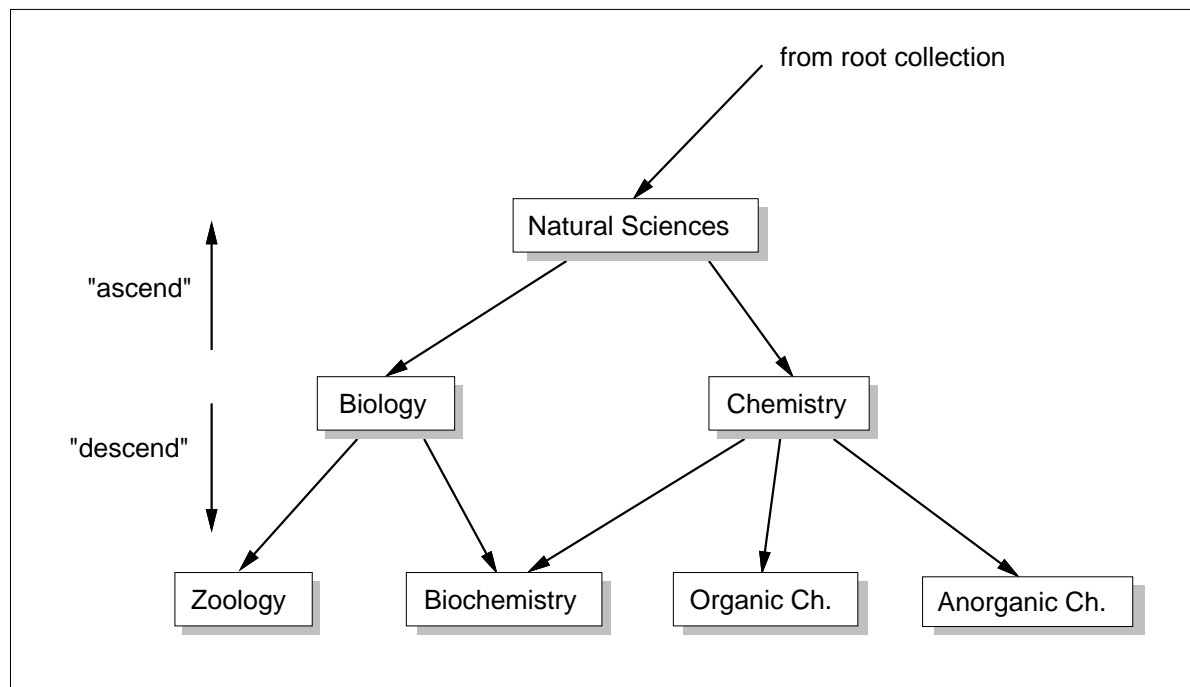 from root collection
Natural Sciences
"ascend"
Biology
Chemistry
"descend"
Zoology
Biochemistry
Organic Ch.
Anorganic Ch.